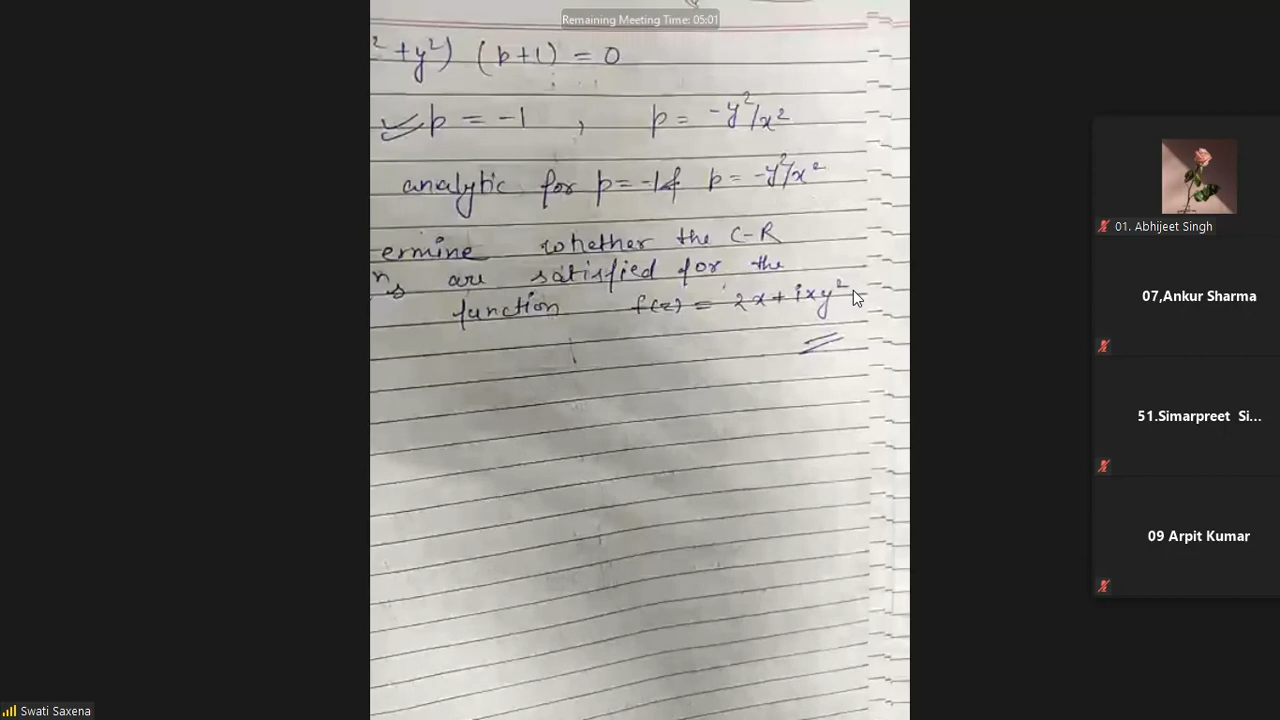 Remaining Meeting Time: 05:01
² + y²) (p+1) = 0
p = -1 , p = -y²/x²
analytic for p = -1 & p = -y²/x²
ermine whether the C-R
ns are satisfied for the
function f(z) = 2x + ixy²
01. Abhijeet Singh
07,Ankur Sharma
51.Simarpreet Si...
09 Arpit Kumar
Swati Saxena